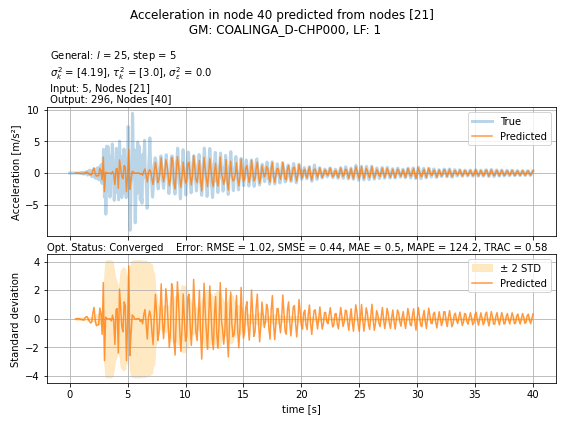 Acceleration in node 40 predicted from nodes [21]
GM: COALINGA_D-CHP000, LF: 1
General: l = 25, step = 5
σ²ₖ = [4.19], τ²ₖ = [3.0], σ²ₑ = 0.0
Input: 5, Nodes [21]
Output: 296, Nodes [40]
10
5
0
−5
Acceleration [m/s²]
True
Predicted
Opt. Status: Converged Error: RMSE = 1.02, SMSE = 0.44, MAE = 0.5, MAPE = 124.2, TRAC = 0.58
4
2
0
−2
−4
Standard deviation
± 2 STD
Predicted
0 5 10 15 20 25 30 35 40
time [s]